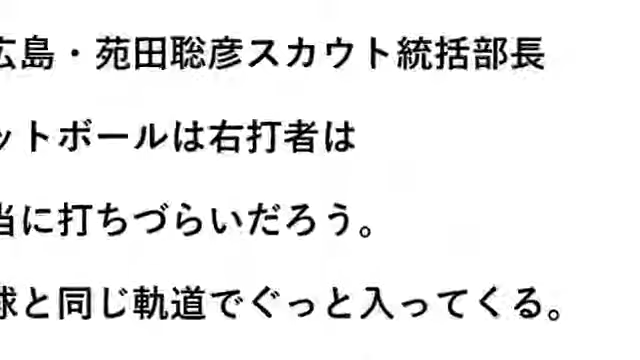 広島・苑田聡彦スカウト統括部長
ットボールは右打者は
当に打ちづらいだろう。
球と同じ軌道でぐっと入ってくる。